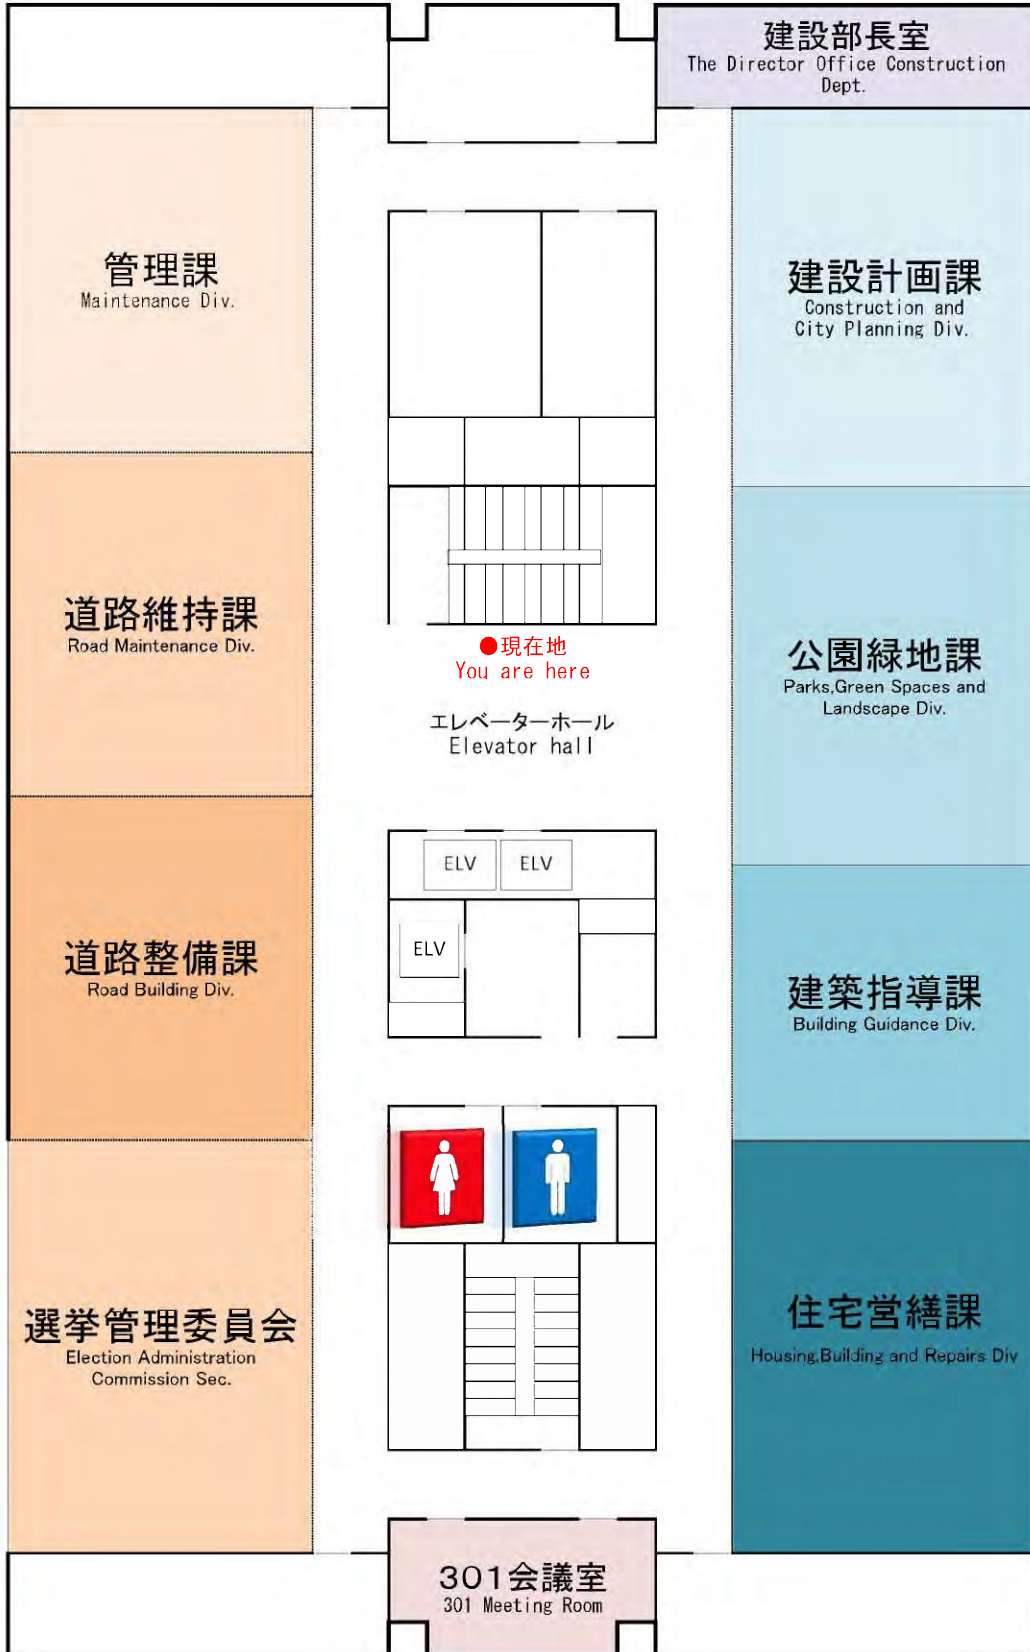 建設部長室
The Director Office Construction
Dept.
管理課
Maintenance Div.
建設計画課
Construction and
City Planning Div.
道路維持課
Road Maintenance Div.
●現在地
You are here
公園緑地課
Parks,Green Spaces and
Landscape Div.
エレベーターホール
Elevator hall
ELV
ELV
ELV
道路整備課
Road Building Div.
建築指導課
Building Guidance Div.
選挙管理委員会
Election Administration
Commission Sec.
住宅営繕課
Housing,Building and Repairs Div
301会議室
301 Meeting Room